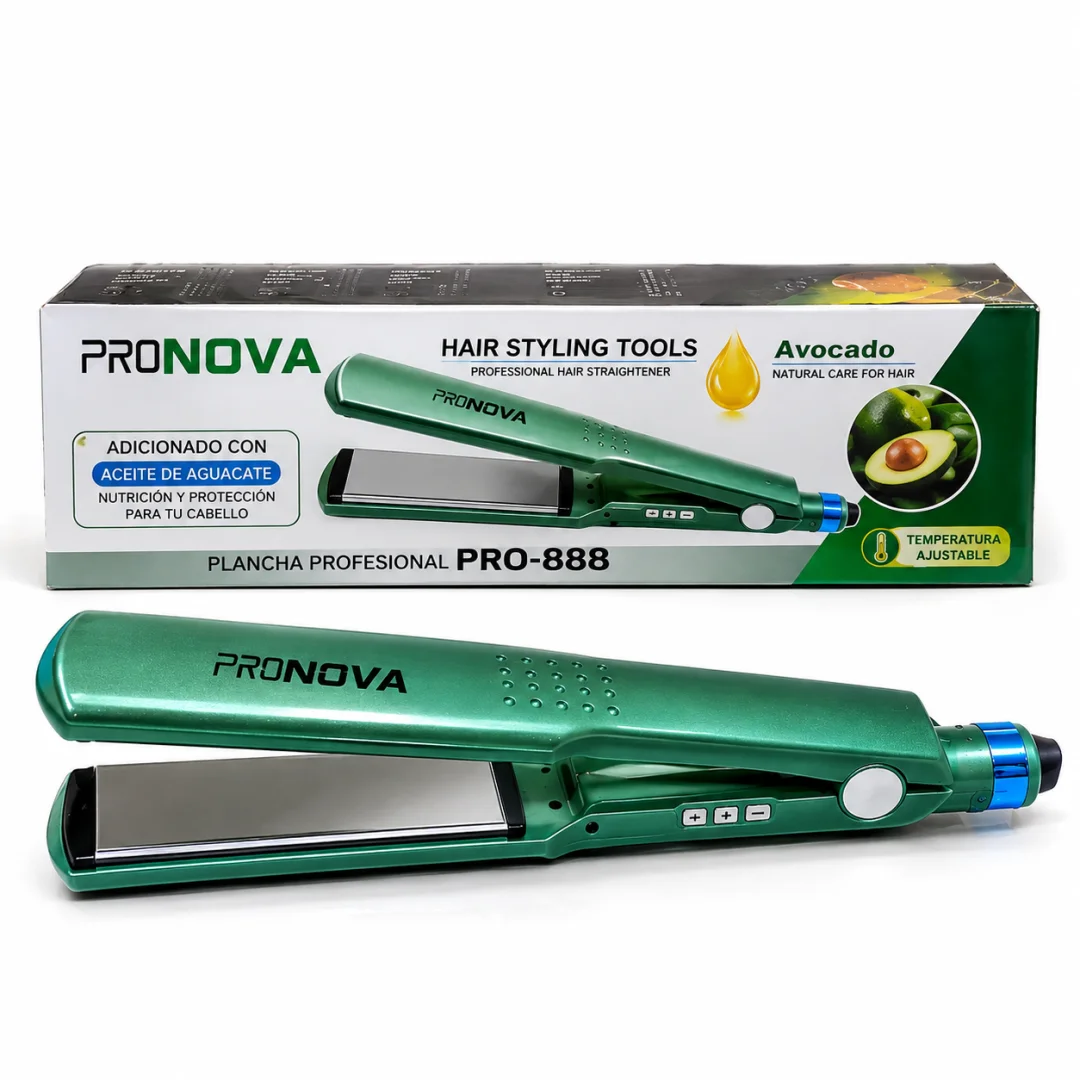 PRONOVA
HAIR STYLING TOOLS
PROFESSIONAL HAIR STRAIGHTENER
Avocado
NATURAL CARE FOR HAIR
PRONOVA
ADICIONADO CON
ACEITE DE AGUACATE
NUTRICIÓN Y PROTECCIÓN
PARA TU CABELLO
+ + −
TEMPERATURA
AJUSTABLE
PLANCHA PROFESIONAL PRO-888
PRONOVA
+ + −